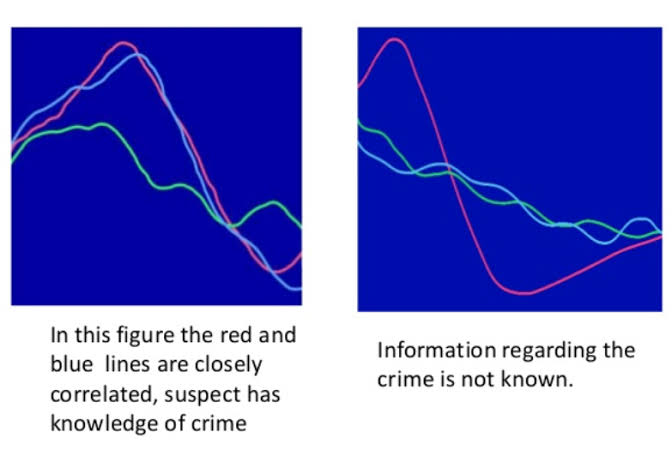 In this figure the red and
blue lines are closely
correlated, suspect has
knowledge of crime
Information regarding the
crime is not known.